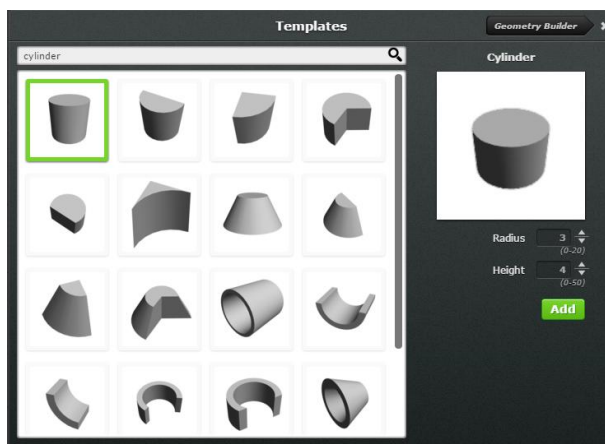 Templates
Geometry Builder
cylinder
Cylinder
Radius 3
(0-20)
Height 4
(0-50)
Add